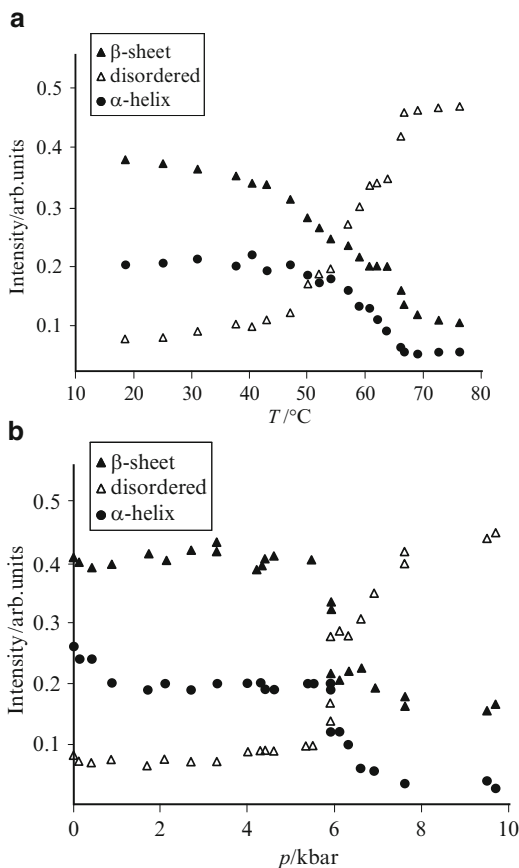 a
▲ β-sheet
△ disordered
● α-helix
Intensity/arb.units
0.5
0.4
0.3
0.2
0.1
10 20 30 40 50 60 70 80
T/°C
b
▲ β-sheet
△ disordered
● α-helix
Intensity/arb.units
0.5
0.4
0.3
0.2
0.1
0 2 4 6 8 10
p/kbar